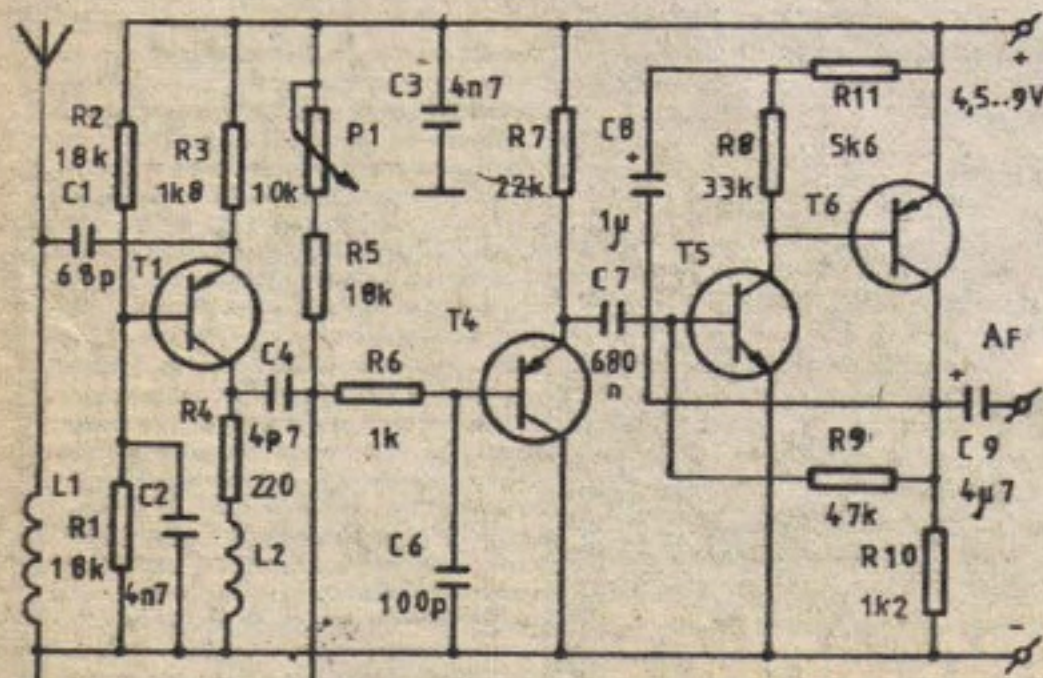 C3 4n7
+
4,5..9V
R2
18k
C1
68p
R3
1k8
P1
10k
R7
22k
C8
+
1µ
R8
33k
R11
5k6
T6
R5
18k
T1
T4
C7
680
n
T5
AF
C4
4p7
R6
1k
R4
220
R9
47k
+
C9
4µ7
L1
R1
18k
C2
4n7
L2
C6
100p
R10
1k2
-